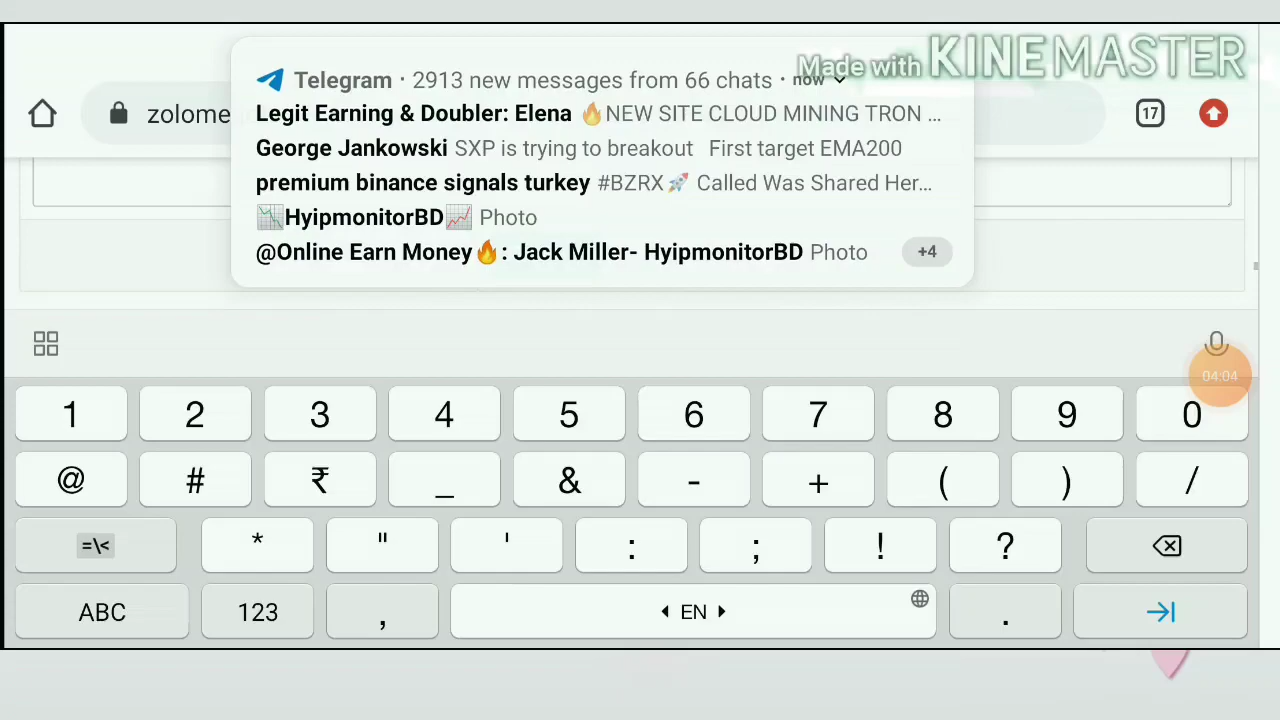 Made with KINEMASTER
Telegram · 2913 new messages from 66 chats · now
zolome
17
Legit Earning & Doubler: Elena 🔥NEW SITE CLOUD MINING TRON ...
George Jankowski SXP is trying to breakout First target EMA200
premium binance signals turkey #BZRX🚀 Called Was Shared Her...
📉HyipmonitorBD📈 Photo
@Online Earn Money🔥: Jack Miller- HyipmonitorBD Photo +4
04:04
1 2 3 4 5 6 7 8 9 0
@ # ₹ _ & - + ( ) /
=\< * " ' : ; ! ?
ABC 123 , EN .